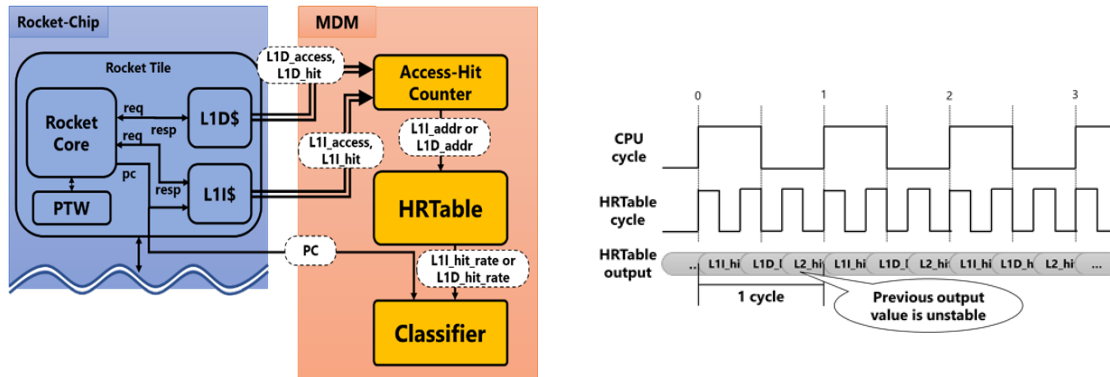 Rocket-Chip
MDM
Rocket Tile
Rocket
Core
req
resp
req
resp
pc
L1D$
L1I$
PTW
L1D_access,
L1D_hit
L1I_access,
L1I_hit
PC
Access-Hit
Counter
L1I_addr or
L1D_addr
HRTable
L1I_hit_rate or
L1D_hit_rate
Classifier
0 1 2 3
CPU
cycle
HRTable
cycle
HRTable
output
.. L1I_hi L1D_[ L2_hi L1I_hi L1D_[ L2_hi L1I_hi L1D_h L2_hi ...
1 cycle
Previous output
value is unstable